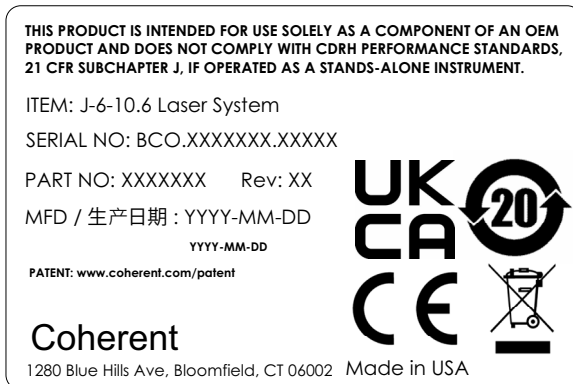 THIS PRODUCT IS INTENDED FOR USE SOLELY AS A COMPONENT OF AN OEM
PRODUCT AND DOES NOT COMPLY WITH CDRH PERFORMANCE STANDARDS,
21 CFR SUBCHAPTER J, IF OPERATED AS A STANDS-ALONE INSTRUMENT.
ITEM: J-6-10.6 Laser System
SERIAL NO: BCO.XXXXXXX.XXXXX
PART NO: XXXXXXX Rev: XX
MFD / 生产日期 : YYYY-MM-DD
YYYY-MM-DD
PATENT: www.coherent.com/patent
UK
CA
20
CE
Coherent
1280 Blue Hills Ave, Bloomfield, CT 06002 Made in USA